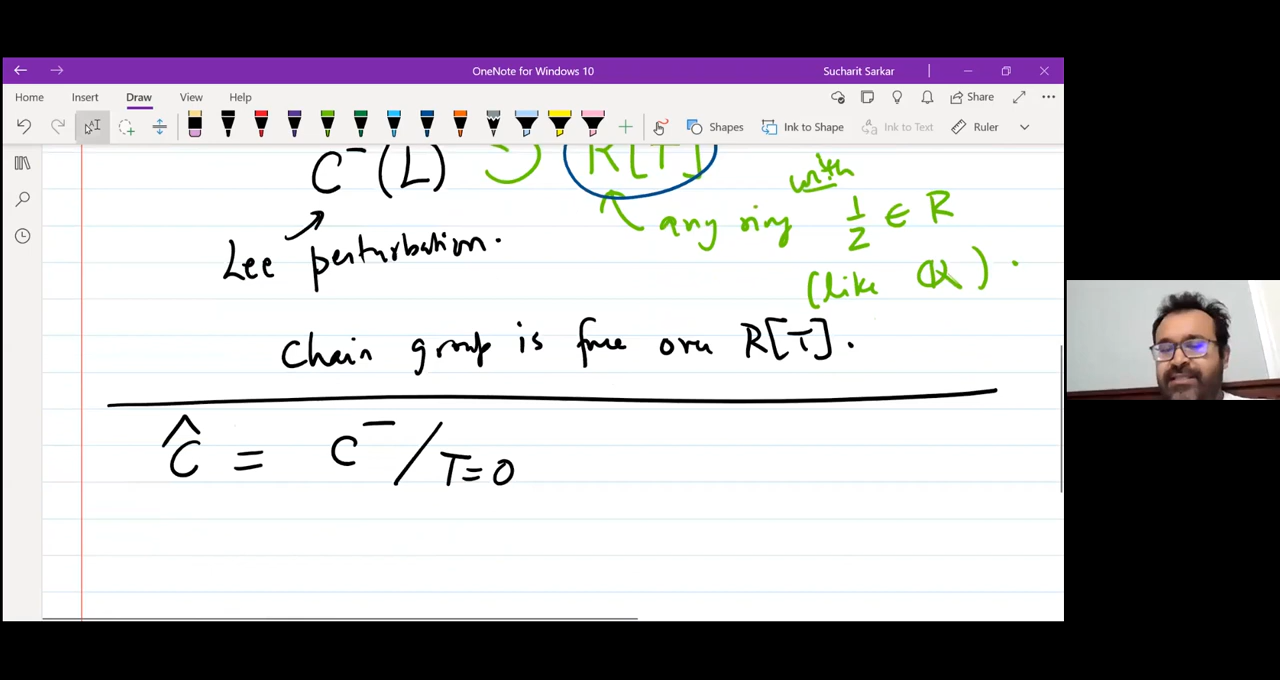 OneNote for Windows 10
Sucharit Sarkar
Home Insert Draw View Help
Share
Shapes
Ink to Shape
Ink to Text
Ruler
C⁻(L) R[T]
with
any ring 1/2 ∈ R
Lee perturbation.
(like Q).
Chain group is free over R[T].
Ĉ = C⁻/T=0